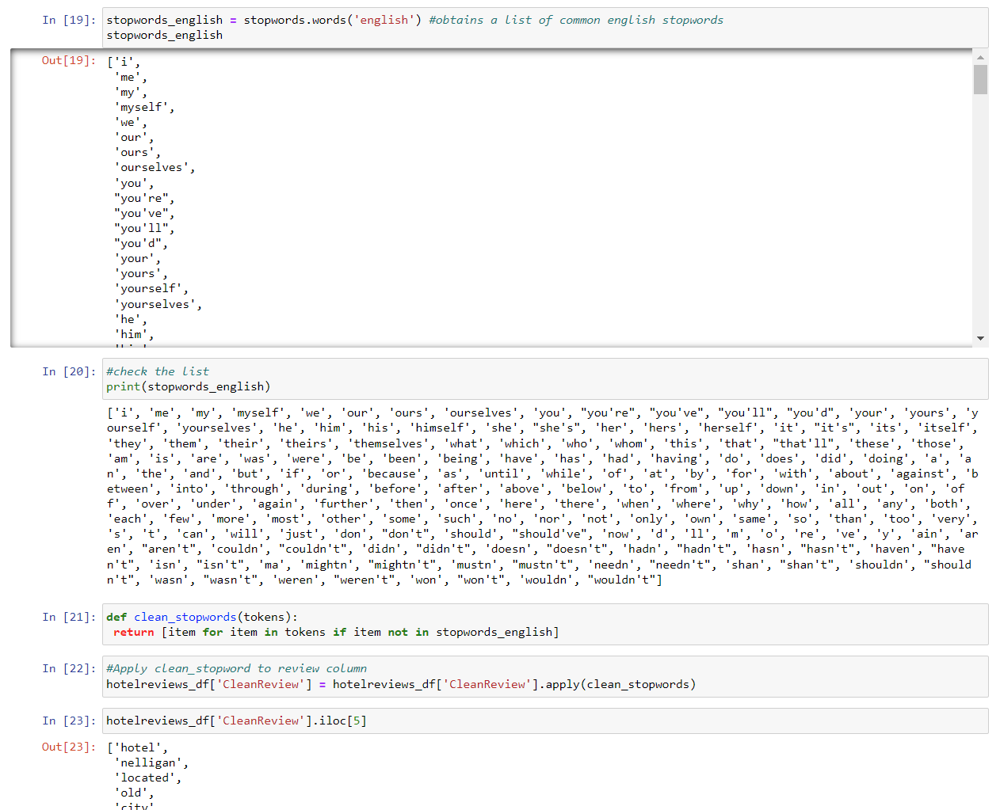 In [19]: stopwords_english = stopwords.words('english') #obtains a list of common english stopwords
stopwords_english
Out[19]: ['i',
'me',
'my',
'myself',
'we',
'our',
'ours',
'ourselves',
'you',
"you're",
"you've",
"you'll",
"you'd",
'your',
'yours',
'yourself',
'yourselves',
'he',
'him',
In [20]: #check the list
print(stopwords_english)
['i', 'me', 'my', 'myself', 'we', 'our', 'ours', 'ourselves', 'you', "you're", "you've", "you'll", "you'd", 'your', 'yours', 'y
ourself', 'yourselves', 'he', 'him', 'his', 'himself', 'she', "she's", 'her', 'hers', 'herself', 'it', "it's", 'its', 'itself',
'they', 'them', 'their', 'theirs', 'themselves', 'what', 'which', 'who', 'whom', 'this', 'that', "that'll", 'these', 'those',
'am', 'is', 'are', 'was', 'were', 'be', 'been', 'being', 'have', 'has', 'had', 'having', 'do', 'does', 'did', 'doing', 'a', 'a
n', 'the', 'and', 'but', 'if', 'or', 'because', 'as', 'until', 'while', 'of', 'at', 'by', 'for', 'with', 'about', 'against', 'b
etween', 'into', 'through', 'during', 'before', 'after', 'above', 'below', 'to', 'from', 'up', 'down', 'in', 'out', 'on', 'of
f', 'over', 'under', 'again', 'further', 'then', 'once', 'here', 'there', 'when', 'where', 'why', 'how', 'all', 'any', 'both',
'each', 'few', 'more', 'most', 'other', 'some', 'such', 'no', 'nor', 'not', 'only', 'own', 'same', 'so', 'than', 'too', 'very',
's', 't', 'can', 'will', 'just', 'don', "don't", 'should', "should've", 'now', 'd', 'll', 'm', 'o', 're', 've', 'y', 'ain', 'ar
en', "aren't", 'couldn', "couldn't", 'didn', "didn't", 'doesn', "doesn't", 'hadn', "hadn't", 'hasn', "hasn't", 'haven', "have
n't", 'isn', "isn't", 'ma', 'mightn', "mightn't", 'mustn', "mustn't", 'needn', "needn't", 'shan', "shan't", 'shouldn', "should
n't", 'wasn', "wasn't", 'weren', "weren't", 'won', "won't", 'wouldn', "wouldn't"]
In [21]: def clean_stopwords(tokens):
return [item for item in tokens if item not in stopwords_english]
In [22]: #Apply clean_stopword to review column
hotelreviews_df['CleanReview'] = hotelreviews_df['CleanReview'].apply(clean_stopwords)
In [23]: hotelreviews_df['CleanReview'].iloc[5]
Out[23]: ['hotel',
'nelligan',
'located',
'old',
'city'